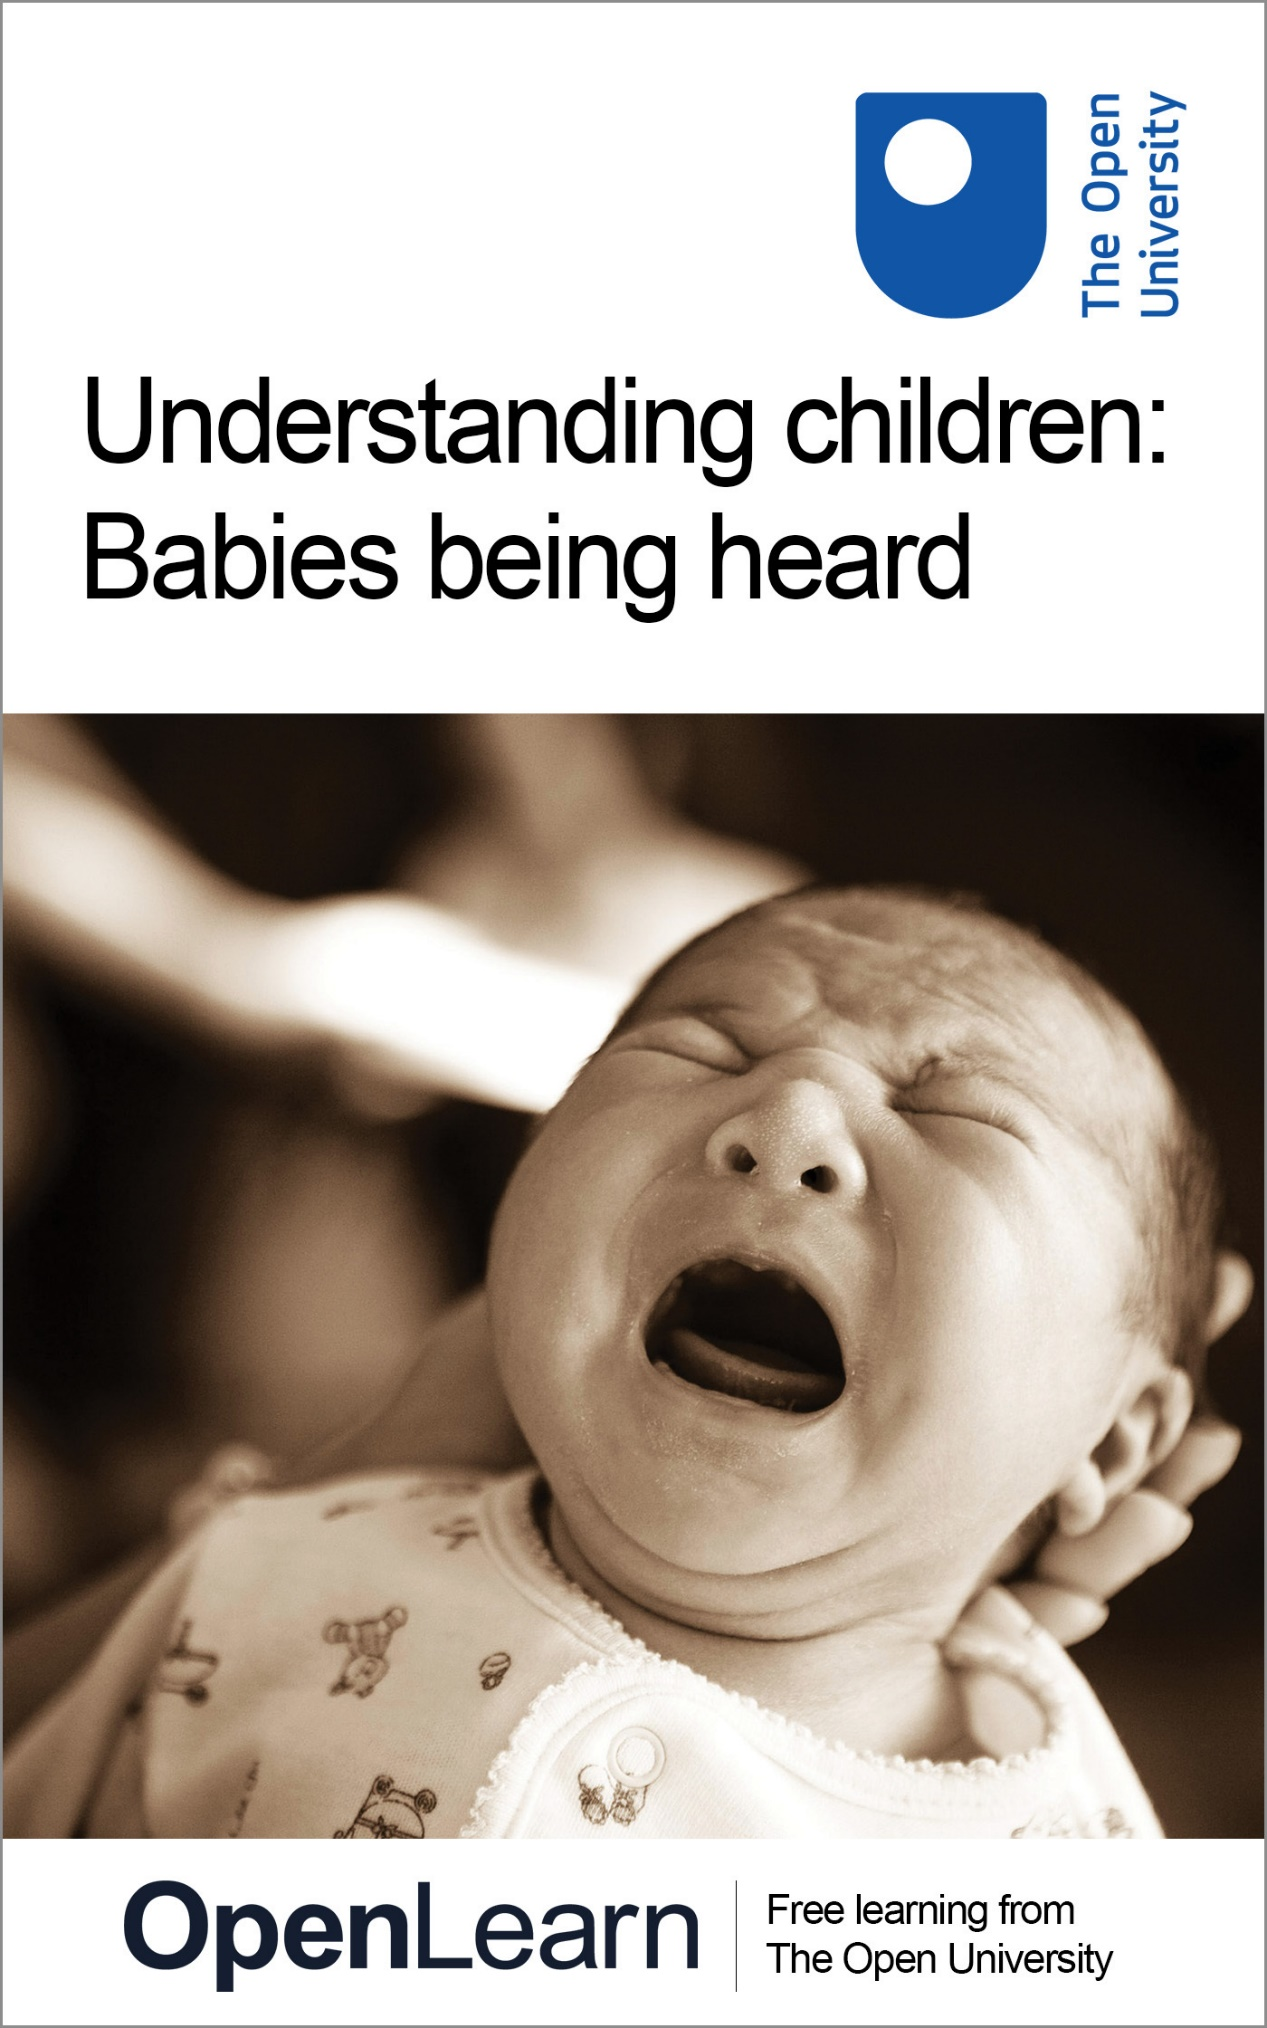 The Open
University
Understanding children:
Babies being heard
OpenLearn
Free learning from
The Open University